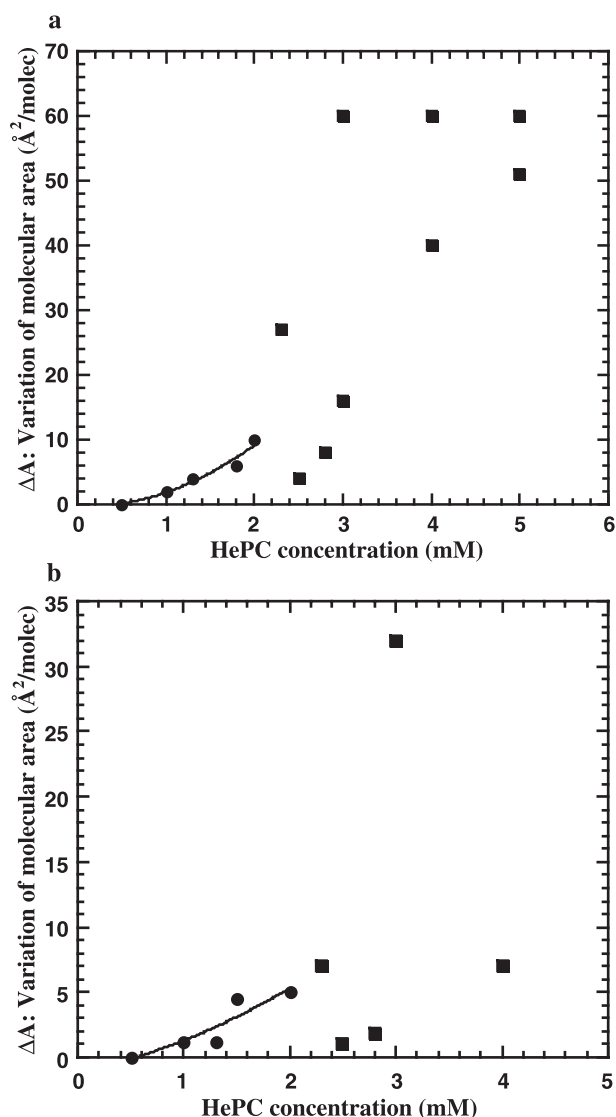 a
70
60
50
40
30
20
10
0
ΔA: Variation of molecular area (Å²/molec)
0 1 2 3 4 5 6
HePC concentration (mM)
b
35
30
25
20
15
10
5
0
ΔA: Variation of molecular area (Å²/molec)
0 1 2 3 4 5
HePC concentration (mM)